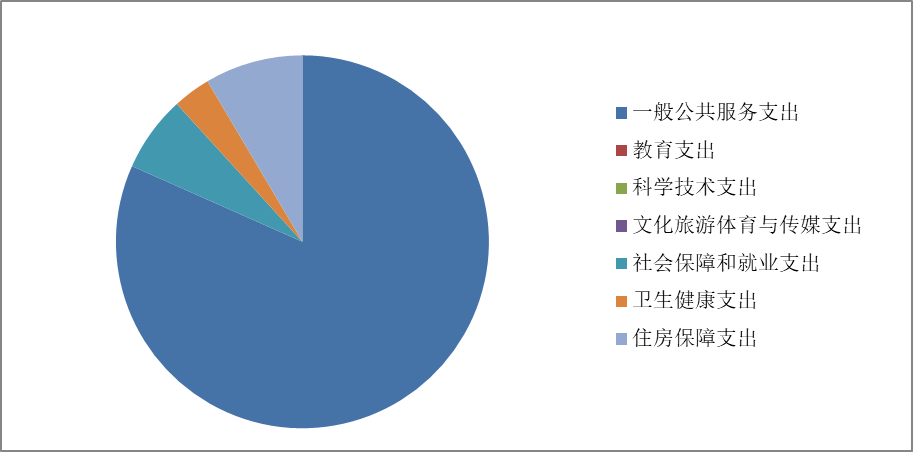 一般公共服务支出
教育支出
科学技术支出
文化旅游体育与传媒支出
社会保障和就业支出
卫生健康支出
住房保障支出